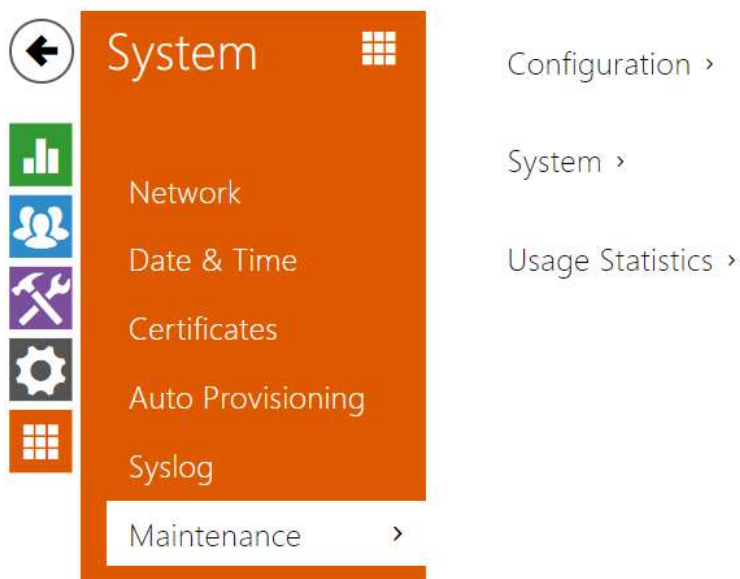 System
Network
Date & Time
Certificates
Auto Provisioning
Syslog
Maintenance ›
Configuration ›
System ›
Usage Statistics ›